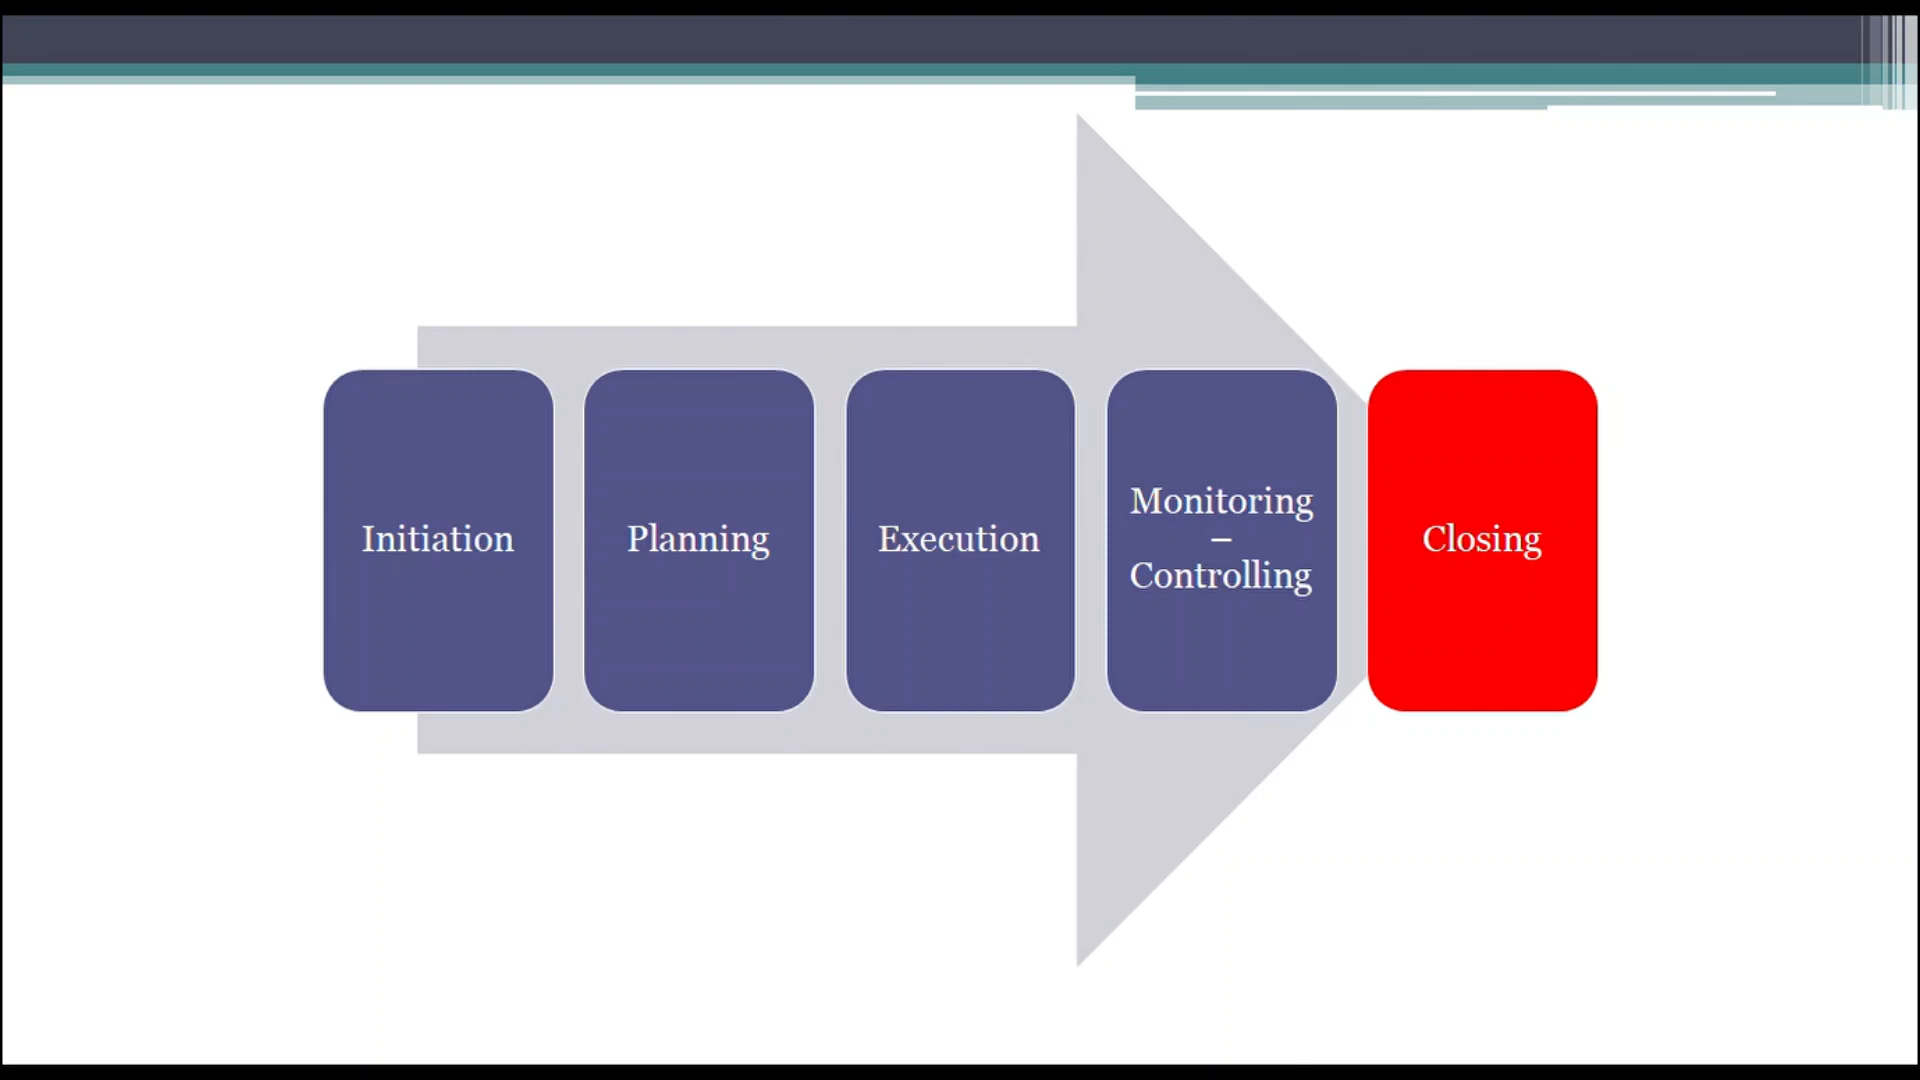 Initiation
Planning
Execution
Monitoring
–
Controlling
Closing